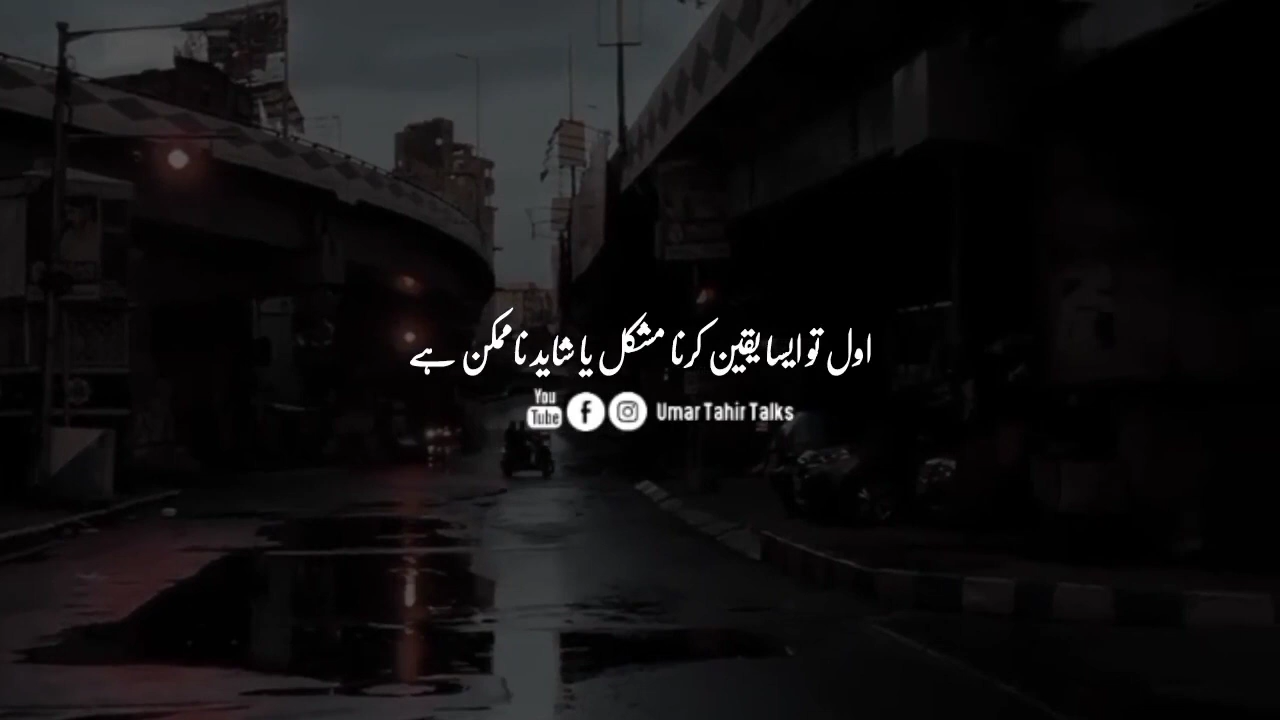 اول تو ایسا یقین کرنا مشکل یا شاید ناممکن ہے
You Tube Umar Tahir Talks